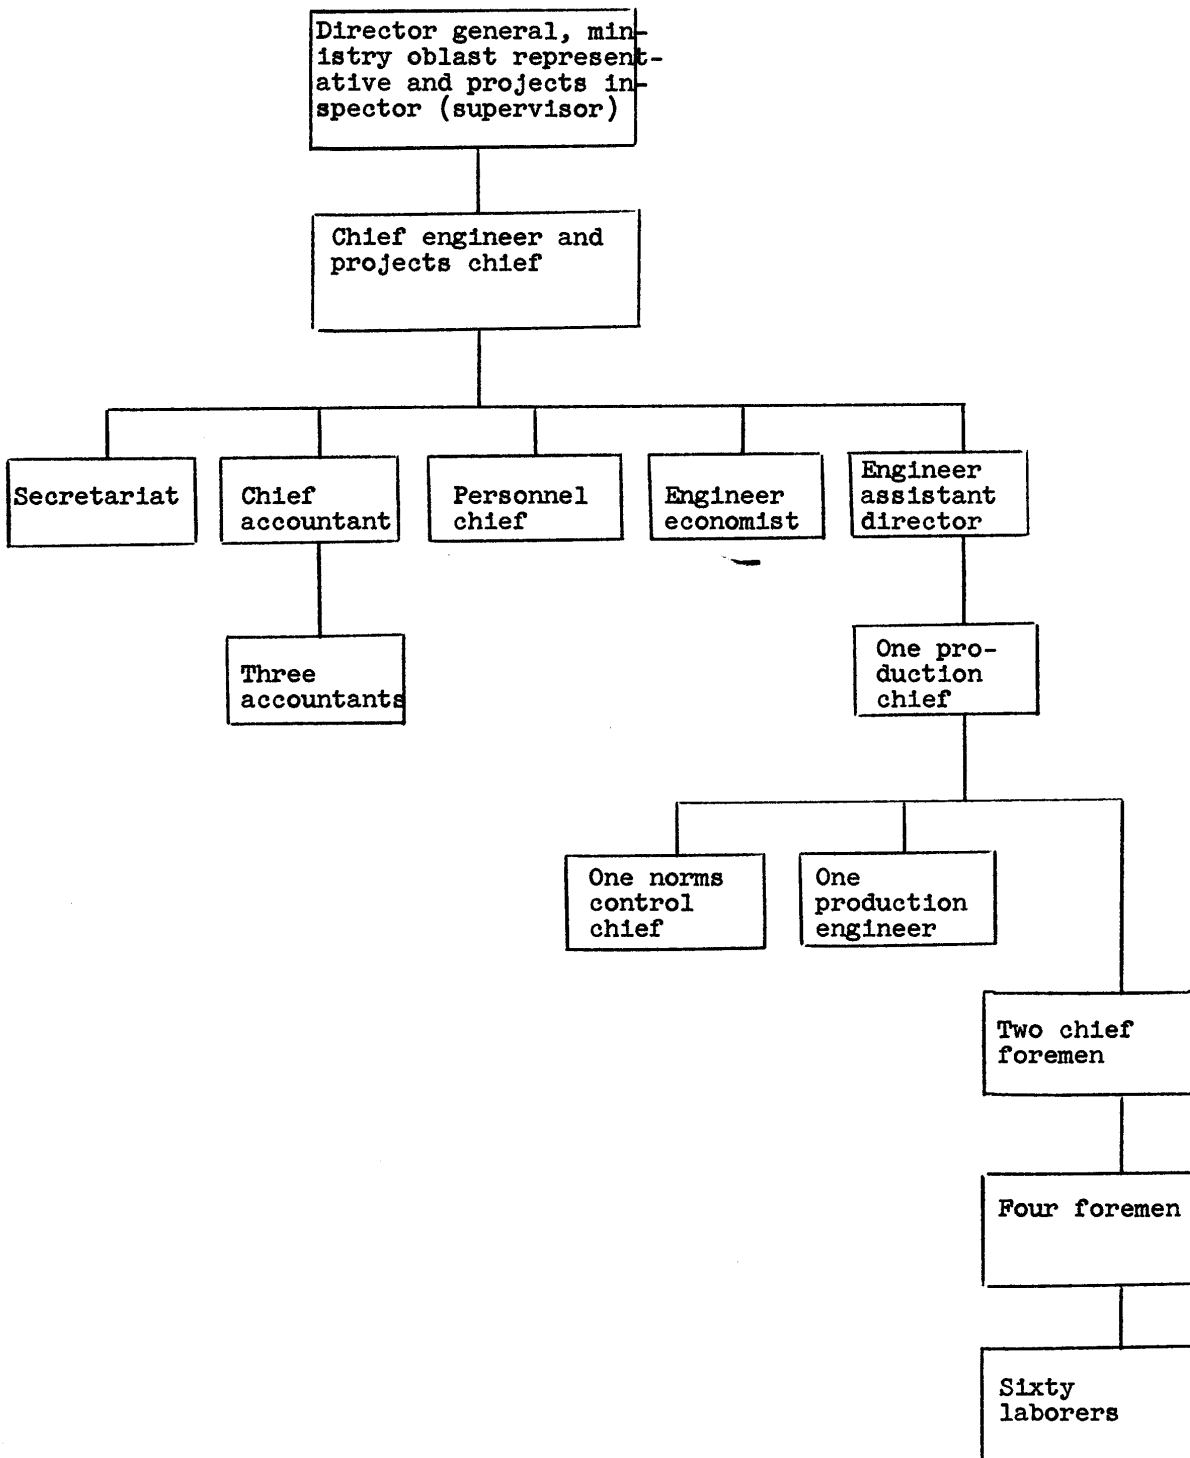 Director general, min-
istry oblast represent-
ative and projects in-
spector (supervisor)
Chief engineer and
projects chief
Secretariat
Chief
accountant
Personnel
chief
Engineer
economist
Engineer
assistant
director
Three
accountants
One pro-
duction
chief
One norms
control
chief
One
production
engineer
Two chief
foremen
Four foremen
Sixty
laborers